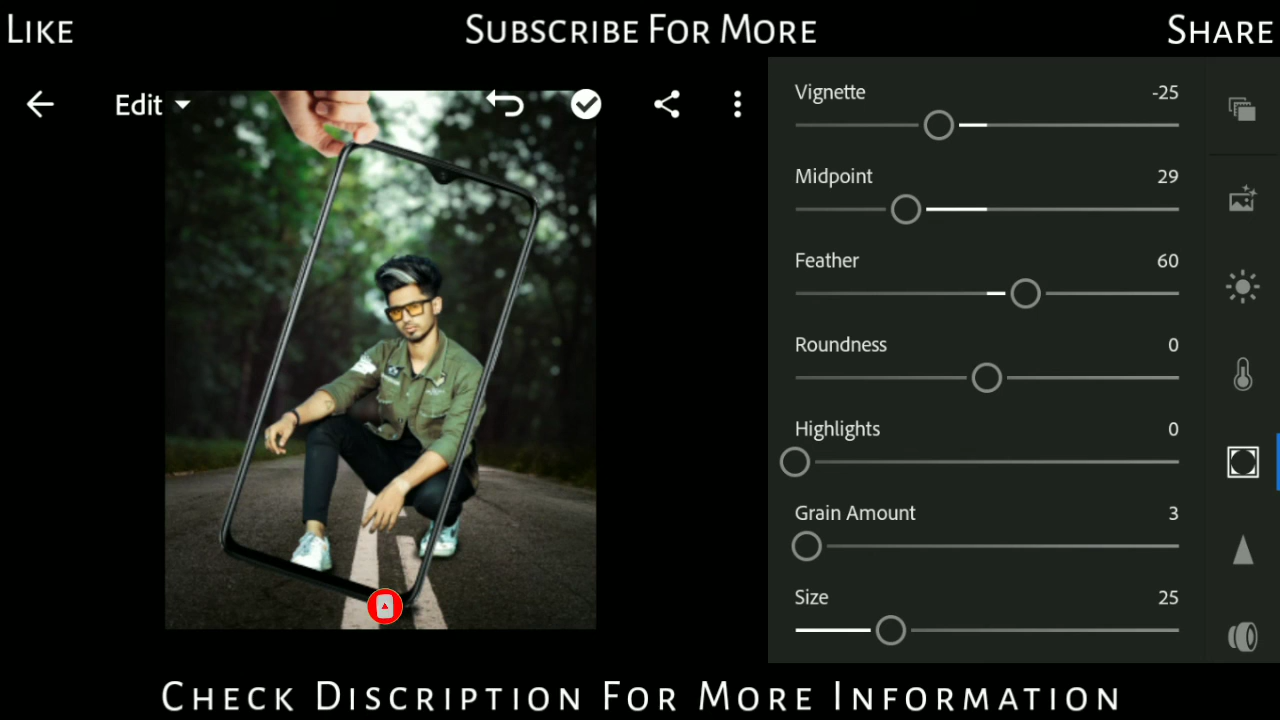 LIKE
SUBSCRIBE FOR MORE
SHARE
Edit
Vignette -25
Midpoint 29
Feather 60
Roundness 0
Highlights 0
Grain Amount 3
Size 25
CHECK DISCRIPTION FOR MORE INFORMATION